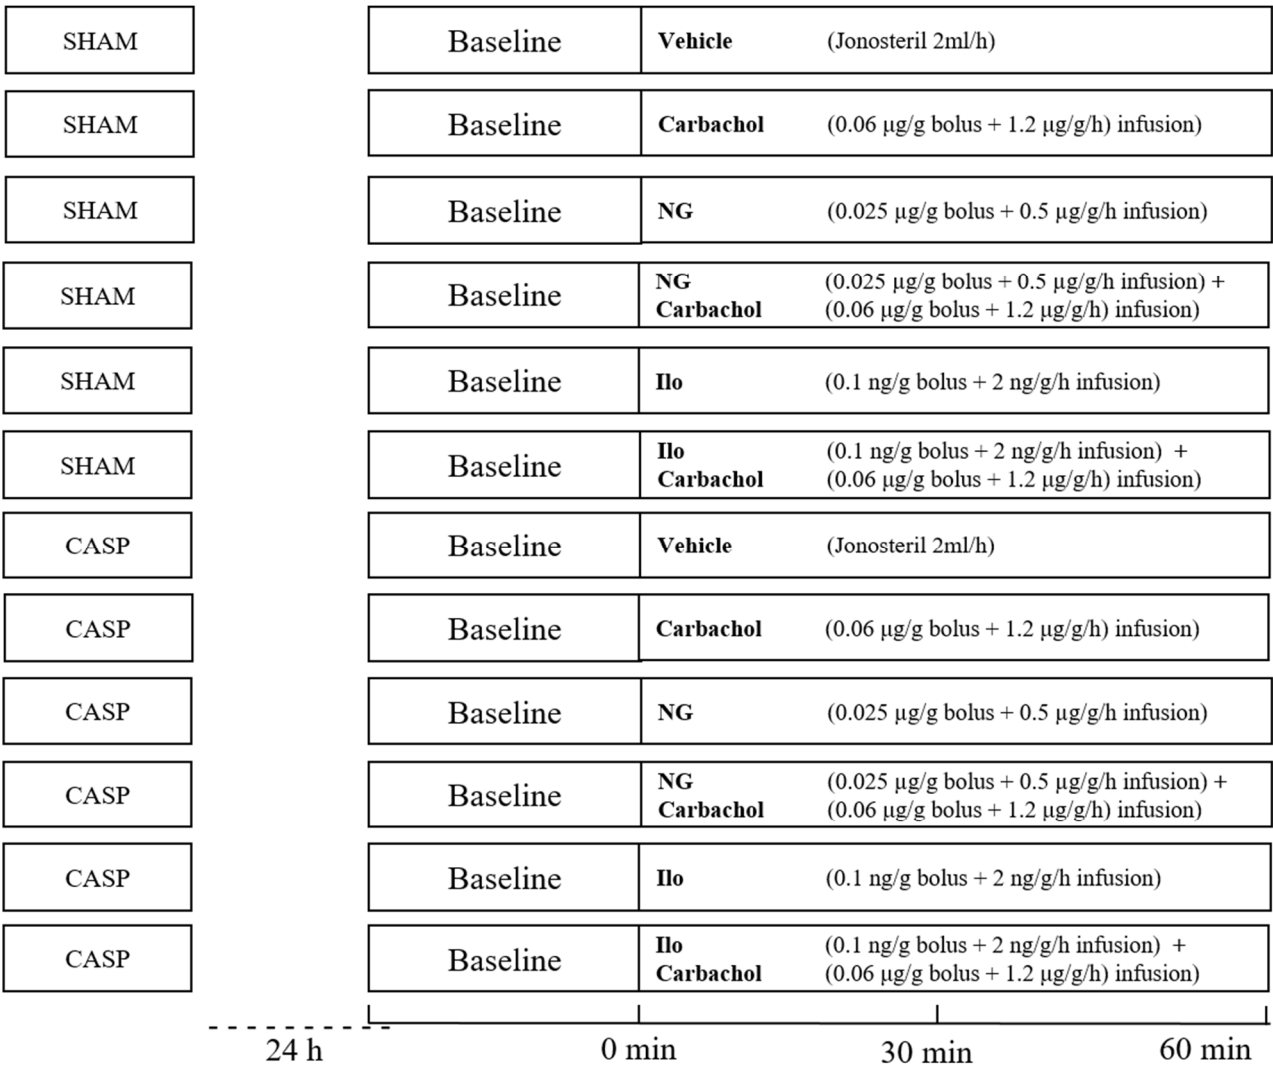 SHAM Baseline Vehicle (Jonosteril 2ml/h)
SHAM Baseline Carbachol (0.06 µg/g bolus + 1.2 µg/g/h) infusion)
SHAM Baseline NG (0.025 µg/g bolus + 0.5 µg/g/h infusion)
SHAM Baseline NG (0.025 µg/g bolus + 0.5 µg/g/h infusion) +
Carbachol (0.06 µg/g bolus + 1.2 µg/g/h) infusion)
SHAM Baseline Ilo (0.1 ng/g bolus + 2 ng/g/h infusion)
SHAM Baseline Ilo (0.1 ng/g bolus + 2 ng/g/h infusion) +
Carbachol (0.06 µg/g bolus + 1.2 µg/g/h) infusion)
CASP Baseline Vehicle (Jonosteril 2ml/h)
CASP Baseline Carbachol (0.06 µg/g bolus + 1.2 µg/g/h) infusion)
CASP Baseline NG (0.025 µg/g bolus + 0.5 µg/g/h infusion)
CASP Baseline NG (0.025 µg/g bolus + 0.5 µg/g/h infusion) +
Carbachol (0.06 µg/g bolus + 1.2 µg/g/h) infusion)
CASP Baseline Ilo (0.1 ng/g bolus + 2 ng/g/h infusion)
CASP Baseline Ilo (0.1 ng/g bolus + 2 ng/g/h infusion) +
Carbachol (0.06 µg/g bolus + 1.2 µg/g/h) infusion)
24 h 0 min 30 min 60 min